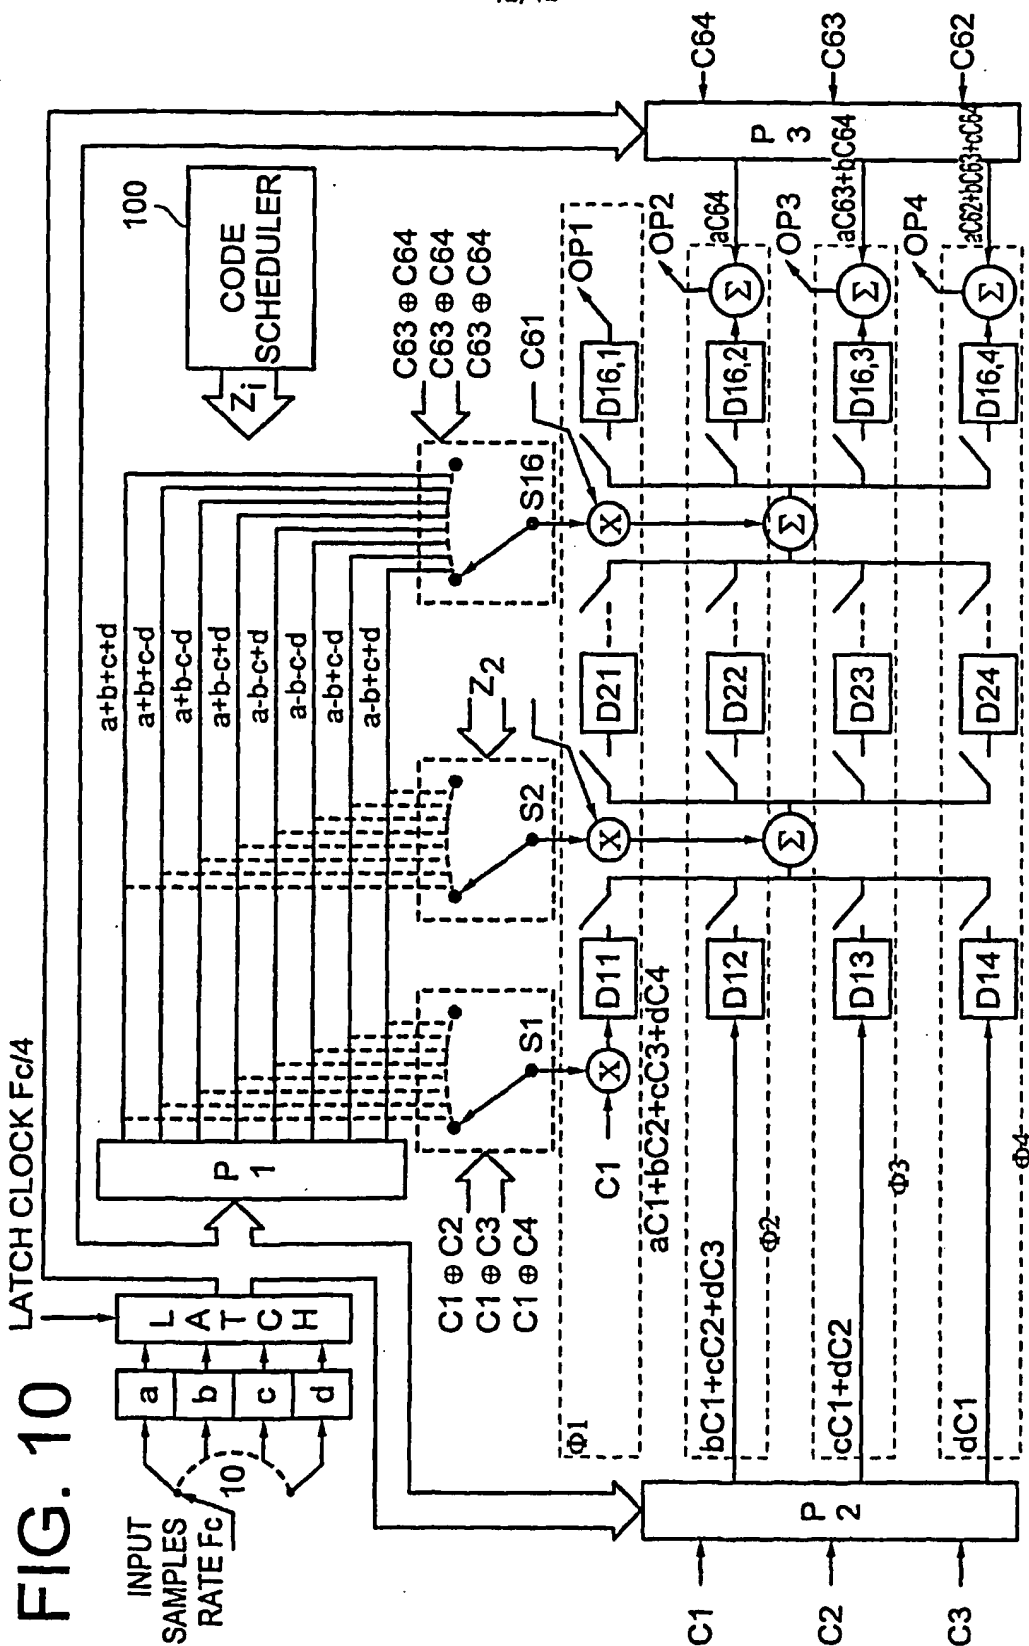 FIG. 10
LATCH CLOCK Fc/4
INPUT
SAMPLES
RATE Fc
10
a
b
c
d
L
A
T
C
H
P
1
a+b+c+d
a+b+c-d
a+b-c-d
a+b-c+d
a-b-c+d
a-b-c-d
a-b+c-d
a-b+c+d
100
CODE
SCHEDULER
Zi
C1⊕C2
C1⊕C3
C1⊕C4
S1
S2
Z2
S16
C63⊕C64
C63⊕C64
C63⊕C64
C61
Φ1
C1
X
D11
X
D21
X
D16,1
OP1
aC1+bC2+cC3+dC4
C1
C2
C3
P
2
bC1+cC2+dC3
Φ2
D12
Σ
D22
Σ
D16,2
Σ
OP2
aC64
cC1+dC2
Φ3
D13
D23
D16,3
Σ
OP3
aC63+bC64
dC1
Φ4
D14
D24
D16,4
Σ
OP4
aC62+bC63+cC64
P
3
C64
C63
C62